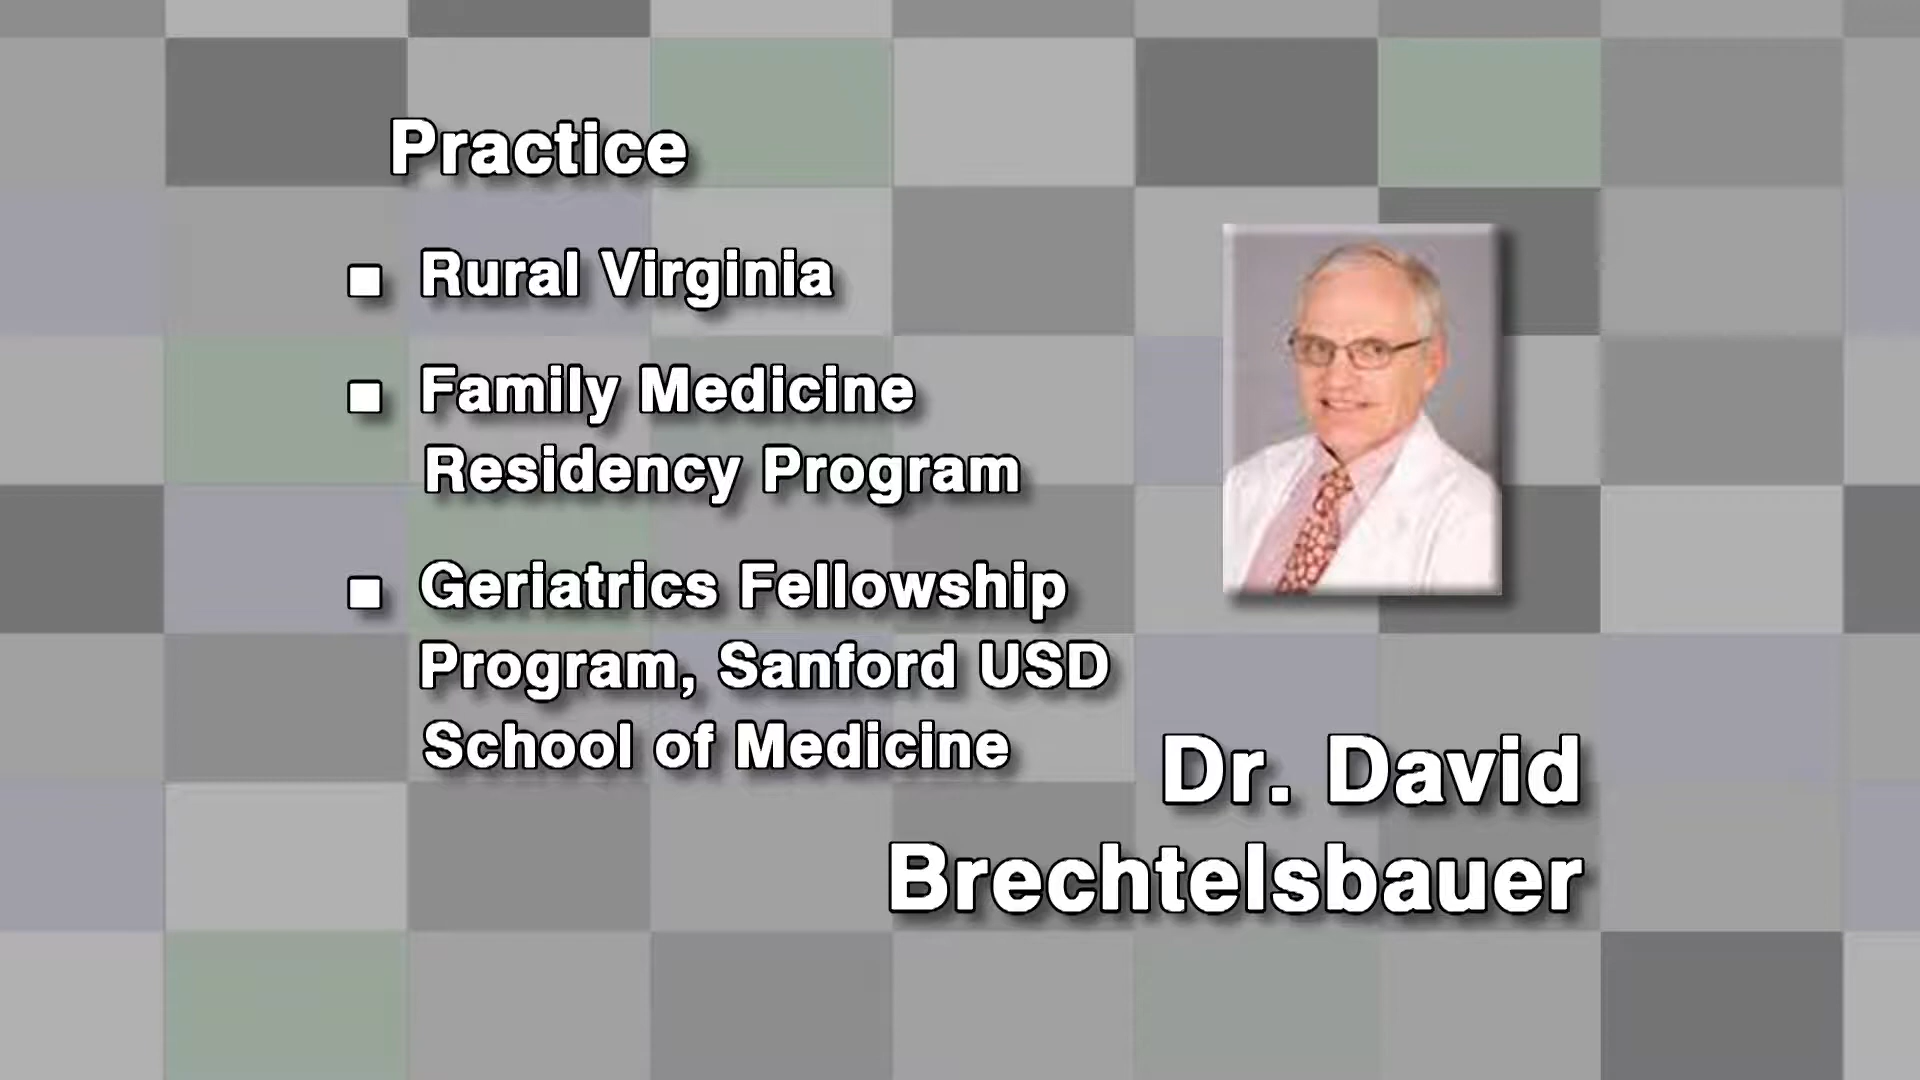 Practice
▪ Rural Virginia
▪ Family Medicine
Residency Program
▪ Geriatrics Fellowship
Program, Sanford USD
School of Medicine
Dr. David
Brechtelsbauer